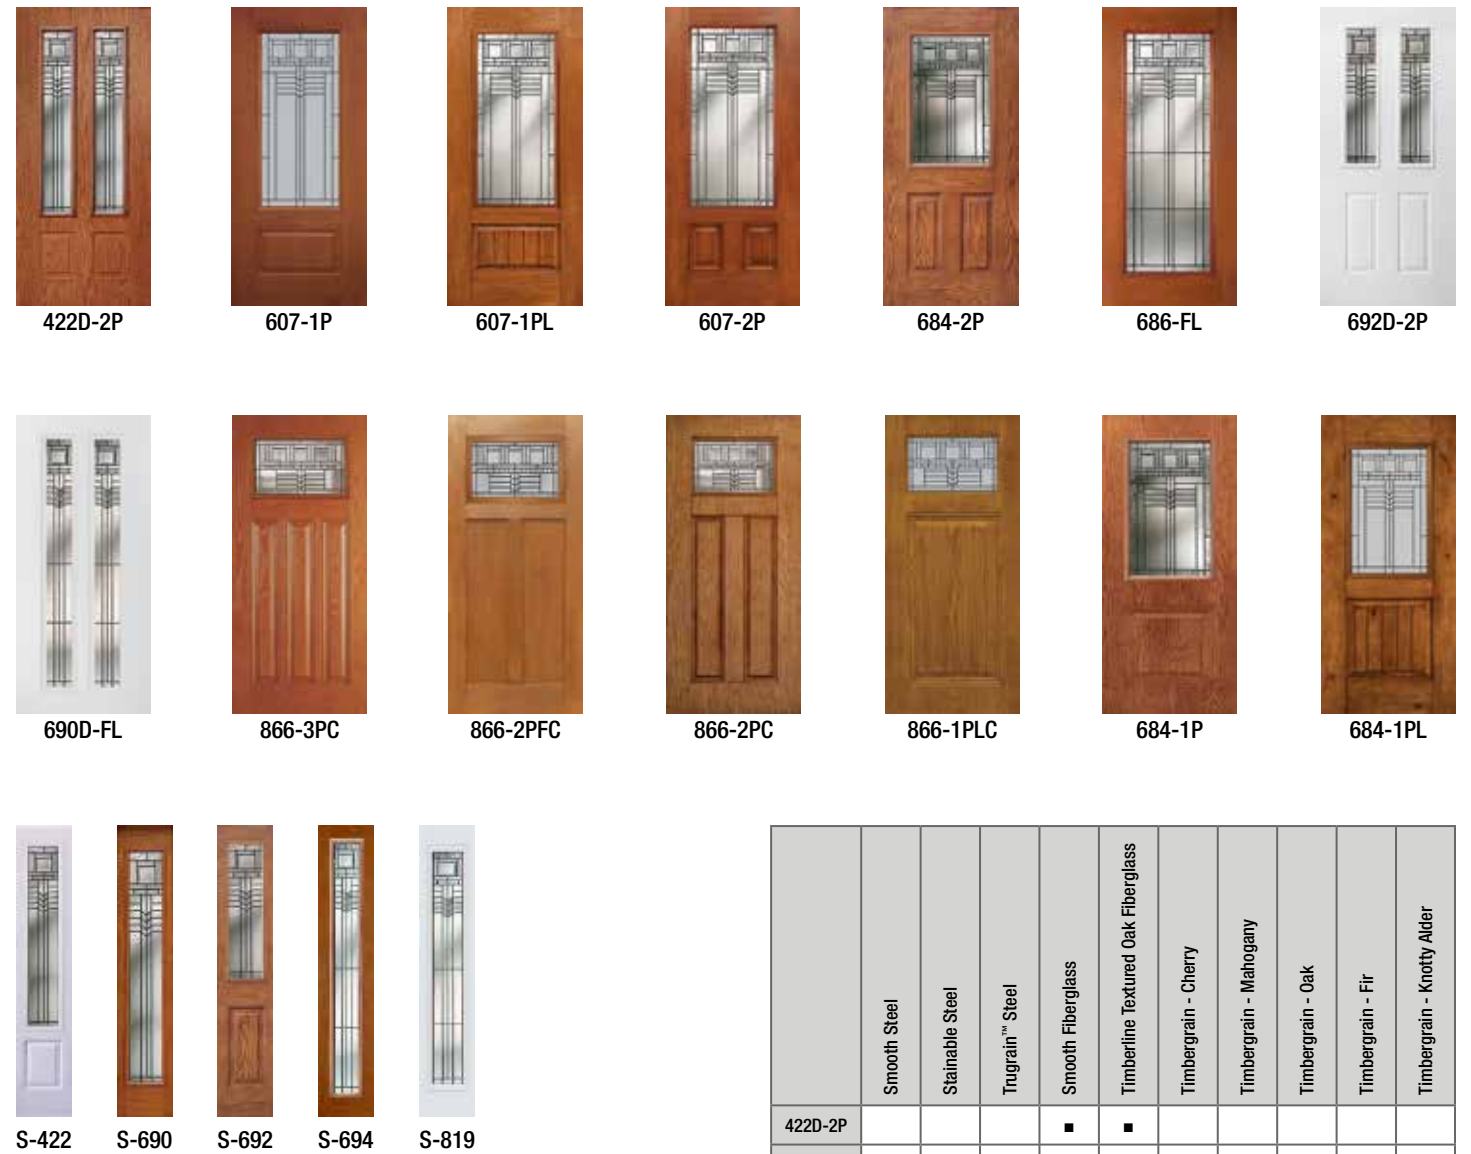 422D-2P 607-1P 607-1PL 607-2P 684-2P 686-FL 692D-2P
690D-FL 866-3PC 866-2PFC 866-2PC 866-1PLC 684-1P 684-1PL
S-422 S-690 S-692 S-694 S-819
Smooth Steel
Stainable Steel
Trugrain™ Steel
Smooth Fiberglass
Timberline Textured Oak Fiberglass
Timbergrain - Cherry
Timbergrain - Mahogany
Timbergrain - Oak
Timbergrain - Fir
Timbergrain - Knotty Alder
422D-2P ■ ■